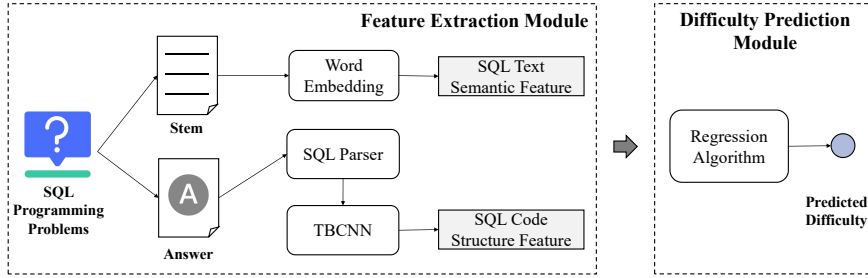 Feature Extraction Module
Difficulty Prediction
Module
Stem
Word
Embedding
SQL Text
Semantic Feature
?
SQL
Programming
Problems
A
Answer
SQL Parser
TBCNN
SQL Code
Structure Feature
Regression
Algorithm
Predicted
Difficulty